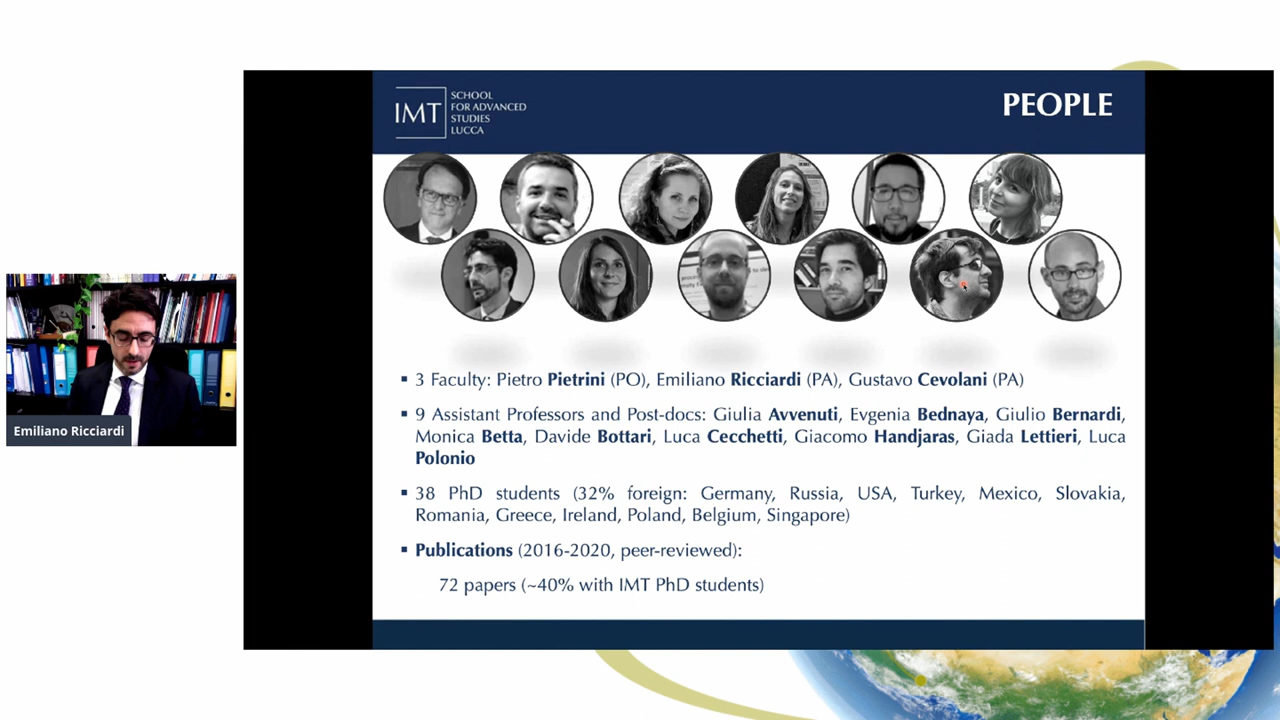 IMT
SCHOOL
FOR ADVANCED
STUDIES
LUCCA
PEOPLE
Emiliano Ricciardi
▪ 3 Faculty: Pietro Pietrini (PO), Emiliano Ricciardi (PA), Gustavo Cevolani (PA)
▪ 9 Assistant Professors and Post-docs: Giulia Avvenuti, Evgenia Bednaya, Giulio Bernardi,
Monica Betta, Davide Bottari, Luca Cecchetti, Giacomo Handjaras, Giada Lettieri, Luca
Polonio
▪ 38 PhD students (32% foreign: Germany, Russia, USA, Turkey, Mexico, Slovakia,
Romania, Greece, Ireland, Poland, Belgium, Singapore)
▪ Publications (2016-2020, peer-reviewed):
72 papers (~40% with IMT PhD students)